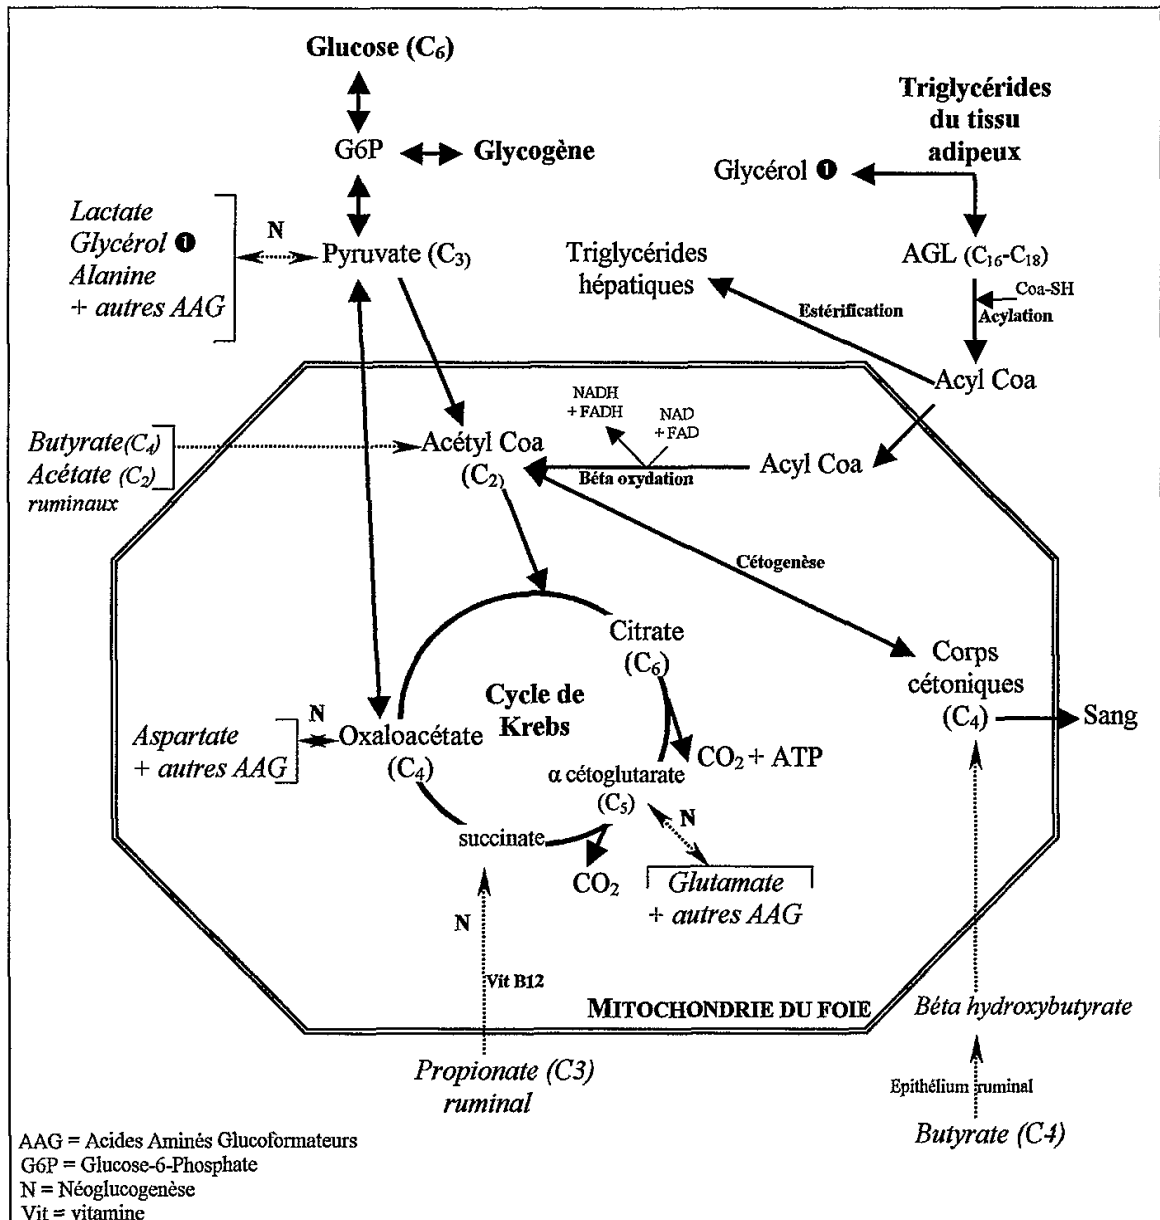 Glucose (C6)
G6P
Glycogène
Triglycérides
du tissu
adipeux
Glycérol ❶
Lactate
Glycérol ❶
Alanine
+ autres AAG
N
Pyruvate (C3)
Triglycérides
hépatiques
AGL (C16-C18)
Coa-SH
Acylation
Estérification
Acyl Coa
NADH
+ FADH
NAD
+ FAD
Butyrate(C4)
Acétate (C2)
ruminaux
Acétyl Coa
(C2)
Béta oxydation
Acyl Coa
Cétogenèse
Citrate
(C6)
Cycle de
Krebs
Corps
cétoniques
(C4)
Sang
Aspartate
+ autres AAG
N
Oxaloacétate
(C4)
CO2 + ATP
α cétoglutarate
(C5)
N
succinate
CO2
Glutamate
+ autres AAG
N
Vit B12
MITOCHONDRIE DU FOIE
Béta hydroxybutyrate
Propionate (C3)
ruminal
Epithélium ruminal
Butyrate (C4)
AAG = Acides Aminés Glucoformateurs
G6P = Glucose-6-Phosphate
N = Néoglucogenèse
Vit = vitamine